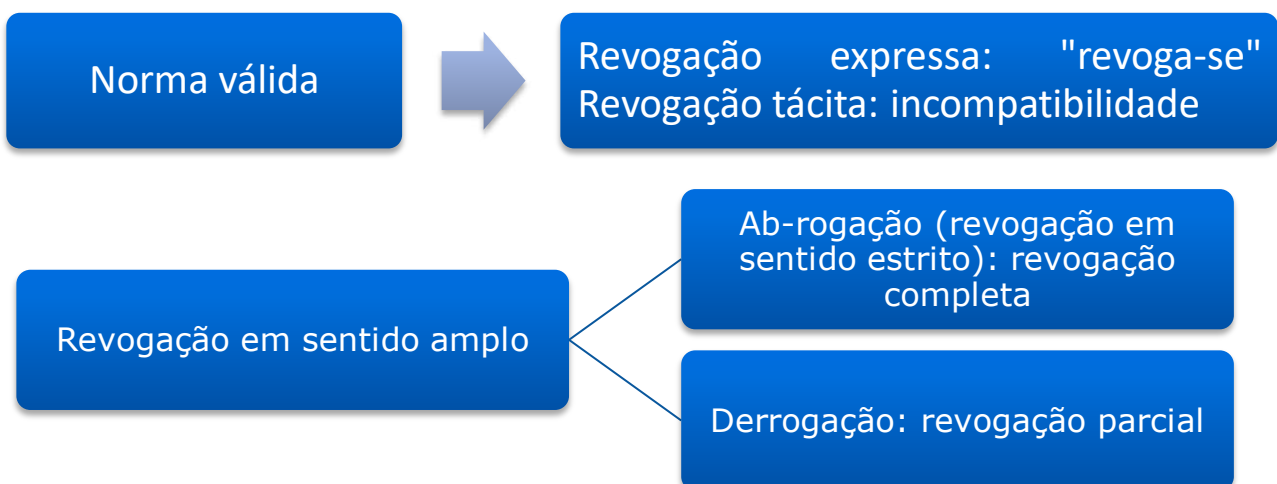 Norma válida
Revogação expressa: "revoga-se"
Revogação tácita: incompatibilidade
Ab-rogação (revogação em
sentido estrito): revogação
completa
Revogação em sentido amplo
Derrogação: revogação parcial